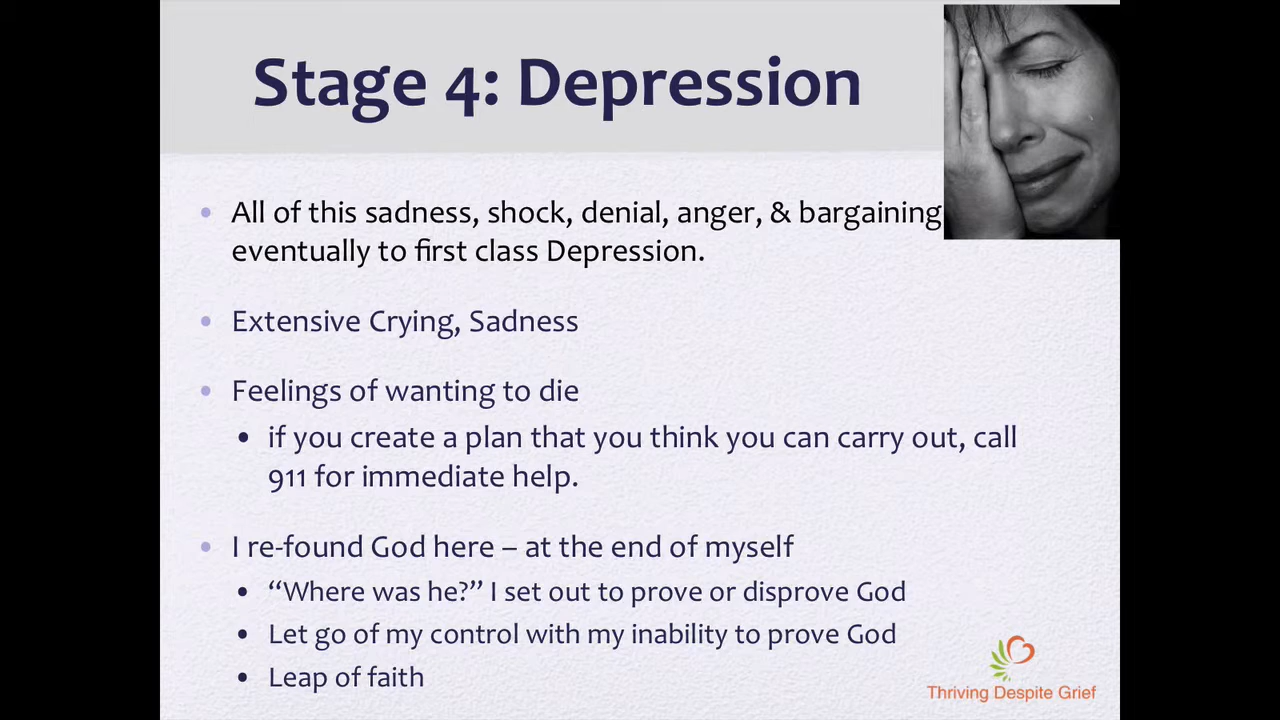 Stage 4: Depression
• All of this sadness, shock, denial, anger, & bargaining
eventually to first class Depression.
• Extensive Crying, Sadness
• Feelings of wanting to die
• if you create a plan that you think you can carry out, call
911 for immediate help.
• I re-found God here – at the end of myself
• “Where was he?” I set out to prove or disprove God
• Let go of my control with my inability to prove God
• Leap of faith
Thriving Despite Grief